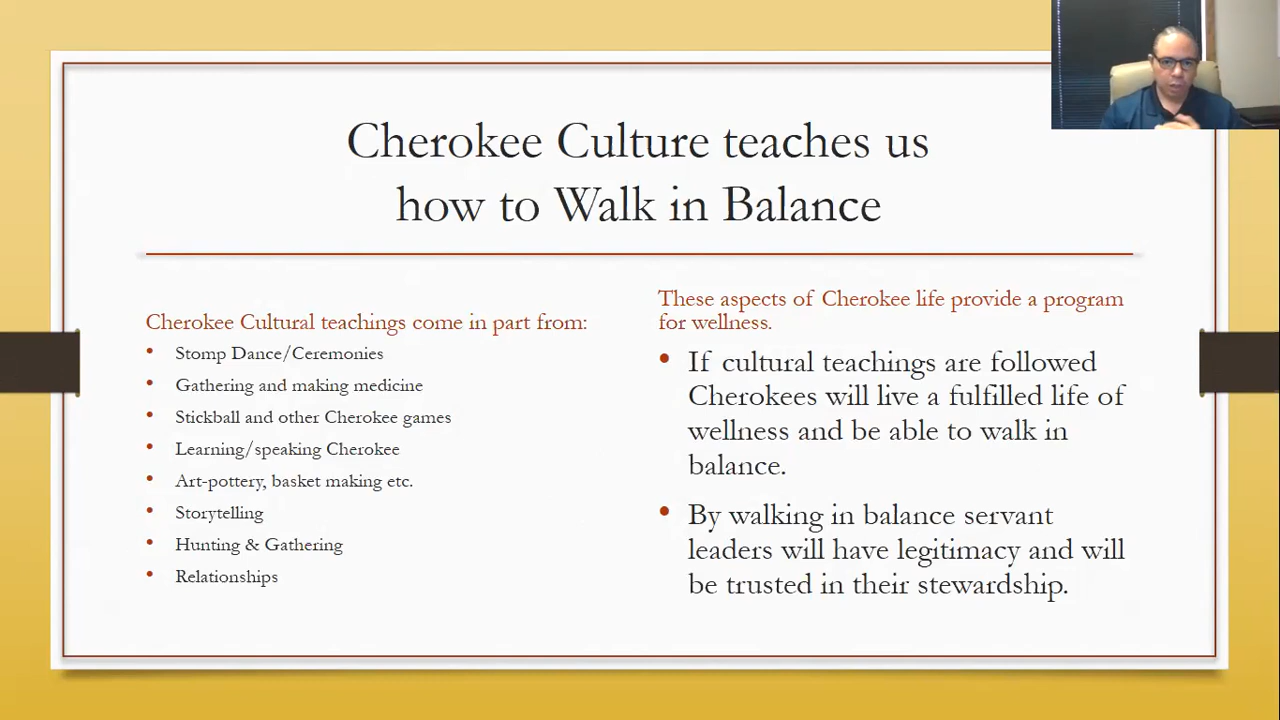 Cherokee Culture teaches us
how to Walk in Balance
Cherokee Cultural teachings come in part from:
• Stomp Dance/Ceremonies
• Gathering and making medicine
• Stickball and other Cherokee games
• Learning/speaking Cherokee
• Art-pottery, basket making etc.
• Storytelling
• Hunting & Gathering
• Relationships
These aspects of Cherokee life provide a program
for wellness.
• If cultural teachings are followed
Cherokees will live a fulfilled life of
wellness and be able to walk in
balance.
• By walking in balance servant
leaders will have legitimacy and will
be trusted in their stewardship.